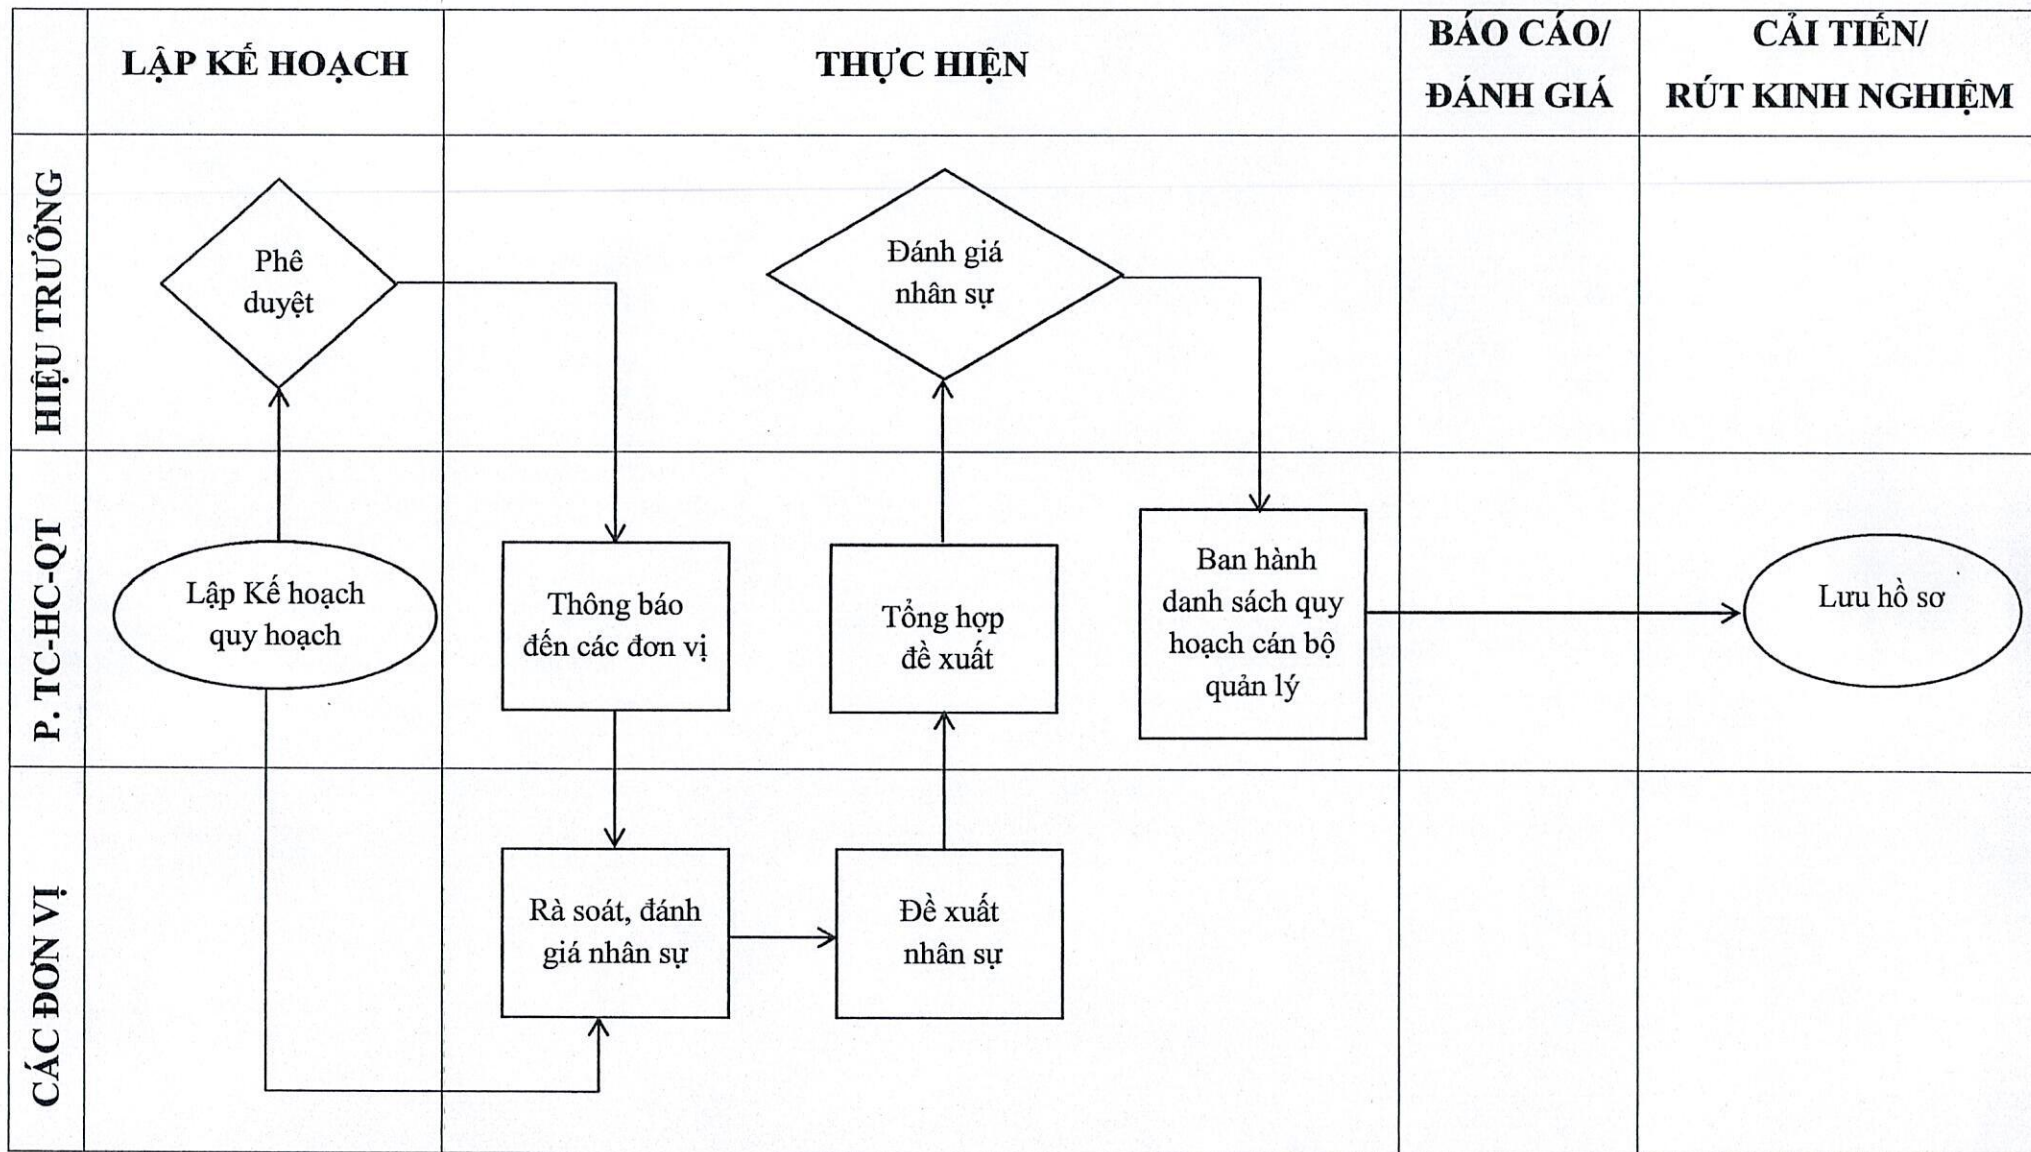 LẬP KẾ HOẠCH
THỰC HIỆN
BÁO CÁO/
ĐÁNH GIÁ
CẢI TIẾN/
RÚT KINH NGHIỆM
HIỆU TRƯỞNG
Phê
duyệt
Đánh giá
nhân sự
P. TC-HC-QT
Lập Kế hoạch
quy hoạch
Thông báo
đến các đơn vị
Tổng hợp
đề xuất
Ban hành
danh sách quy
hoạch cán bộ
quản lý
Lưu hồ sơ
CÁC ĐƠN VỊ
Rà soát, đánh
giá nhân sự
Đề xuất
nhân sự